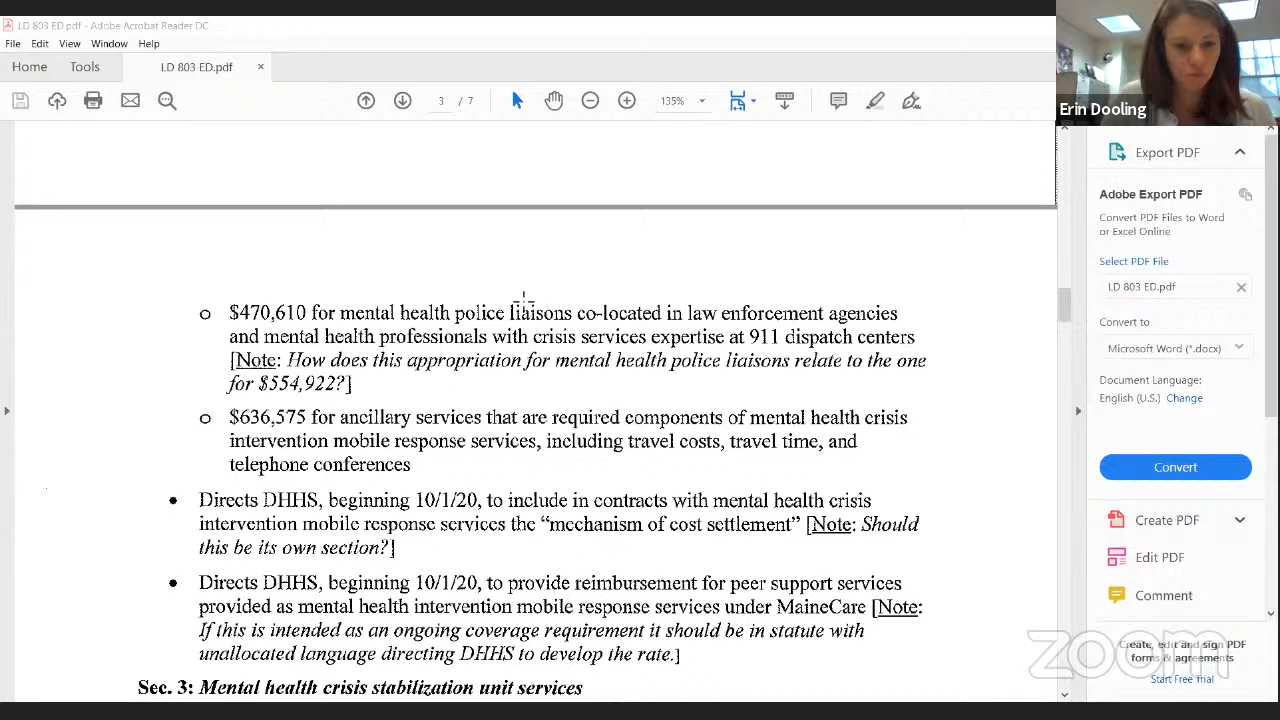 LD 803 ED.pdf - Adobe Acrobat Reader DC
File Edit View Window Help
Home Tools LD 803 ED.pdf ×
3 / 7 135%
Erin Dooling
$470,610 for mental health police liaisons co-located in law enforcement agencies
and mental health professionals with crisis services expertise at 911 dispatch centers
[Note: How does this appropriation for mental health police liaisons relate to the one
for $554,922?]
$636,575 for ancillary services that are required components of mental health crisis
intervention mobile response services, including travel costs, travel time, and
telephone conferences
• Directs DHHS, beginning 10/1/20, to include in contracts with mental health crisis
intervention mobile response services the “mechanism of cost settlement” [Note: Should
this be its own section?]
• Directs DHHS, beginning 10/1/20, to provide reimbursement for peer support services
provided as mental health intervention mobile response services under MaineCare [Note:
If this is intended as an ongoing coverage requirement it should be in statute with
unallocated language directing DHHS to develop the rate.]
Sec. 3: Mental health crisis stabilization unit services
Export PDF
Adobe Export PDF
Convert PDF Files to Word
or Excel Online
Select PDF File
LD 803 ED.pdf
Convert to
Microsoft Word (*.docx)
Document Language:
English (U.S.) Change
Convert
Create PDF
Edit PDF
Comment
zoom
Create, edit and sign PDF
forms & agreements
Start Free Trial